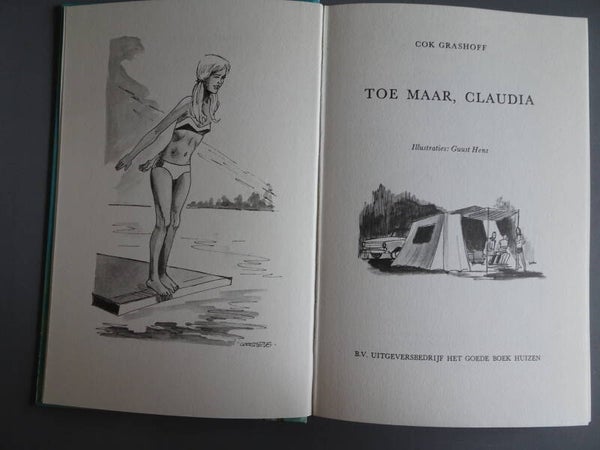 COK GRASHOFF
TOE MAAR, CLAUDIA
Illustraties: Guust Hens
B.V. UITGEVERSBEDRIJF HET GOEDE BOEK HUIZEN